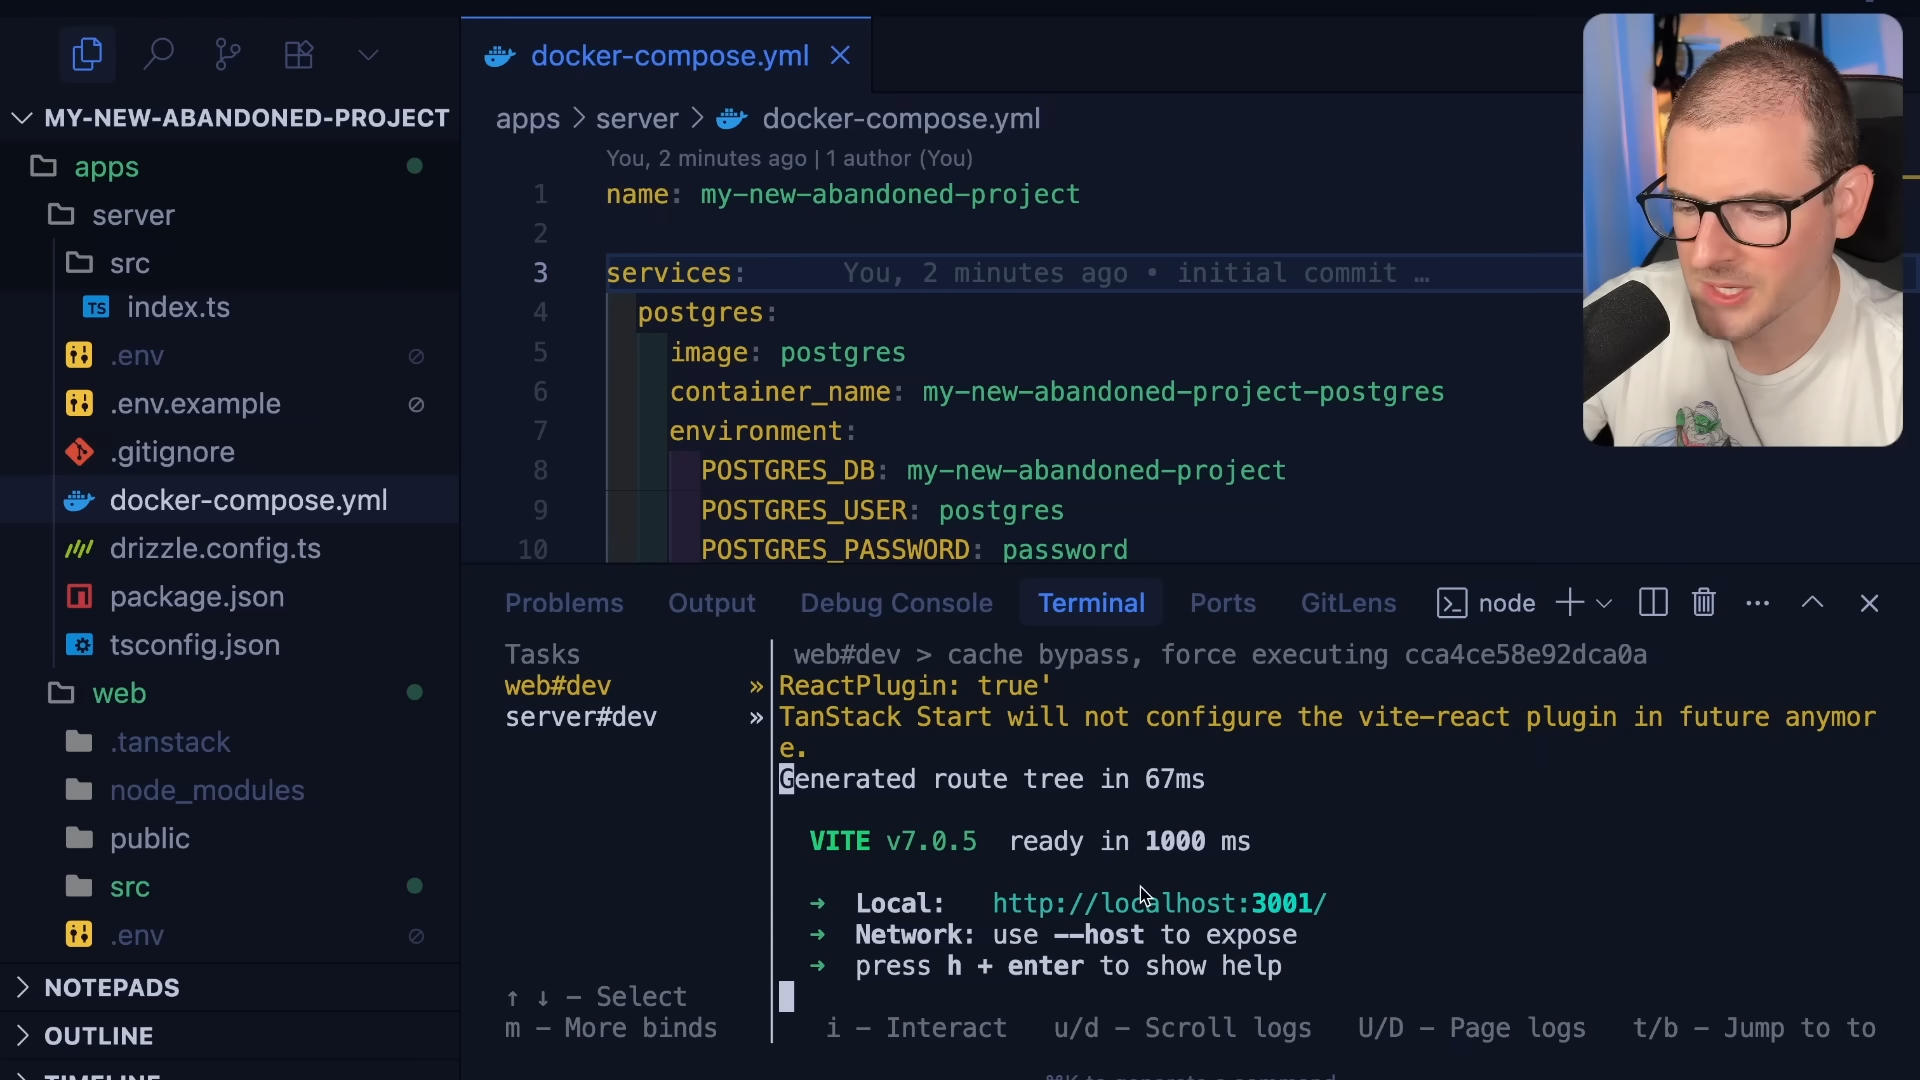 MY-NEW-ABANDONED-PROJECT
apps
server
src
TS index.ts
.env
.env.example
.gitignore
docker-compose.yml
drizzle.config.ts
package.json
tsconfig.json
web
.tanstack
node_modules
public
src
.env
NOTEPADS
OUTLINE
TIMELINE
docker-compose.yml
apps > server > docker-compose.yml
You, 2 minutes ago | 1 author (You)
1 name: my-new-abandoned-project
2
3 services: You, 2 minutes ago • initial commit …
4 postgres:
5 image: postgres
6 container_name: my-new-abandoned-project-postgres
7 environment:
8 POSTGRES_DB: my-new-abandoned-project
9 POSTGRES_USER: postgres
10 POSTGRES_PASSWORD: password
Problems Output Debug Console Terminal Ports GitLens node
Tasks
web#dev »
server#dev »
↑ ↓ - Select
m - More binds
web#dev > cache bypass, force executing cca4ce58e92dca0a
ReactPlugin: true'
TanStack Start will not configure the vite-react plugin in future anymor
e.
Generated route tree in 67ms
VITE v7.0.5 ready in 1000 ms
➜ Local: http://localhost:3001/
➜ Network: use --host to expose
➜ press h + enter to show help
i - Interact u/d - Scroll logs U/D - Page logs t/b - Jump to to